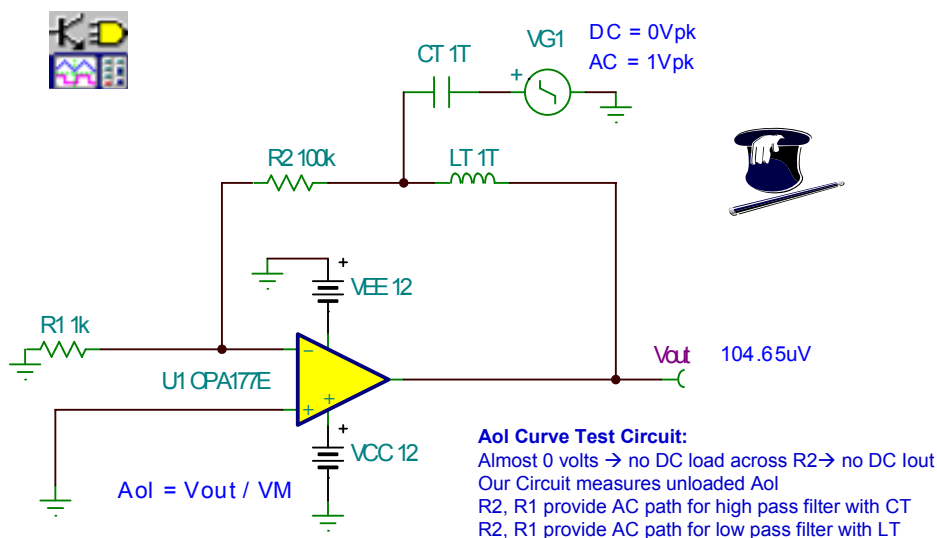 DC = 0Vpk
VG1
AC = 1Vpk
CT 1T
+
R2 100k
LT 1T
+
VEE 12
R1 1k
U1 OPA177E
Vout
104.65uV
+
VCC 12
Aol = Vout / VM
Aol Curve Test Circuit:
Almost 0 volts → no DC load across R2→ no DC Iout
Our Circuit measures unloaded Aol
R2, R1 provide AC path for high pass filter with CT
R2, R1 provide AC path for low pass filter with LT